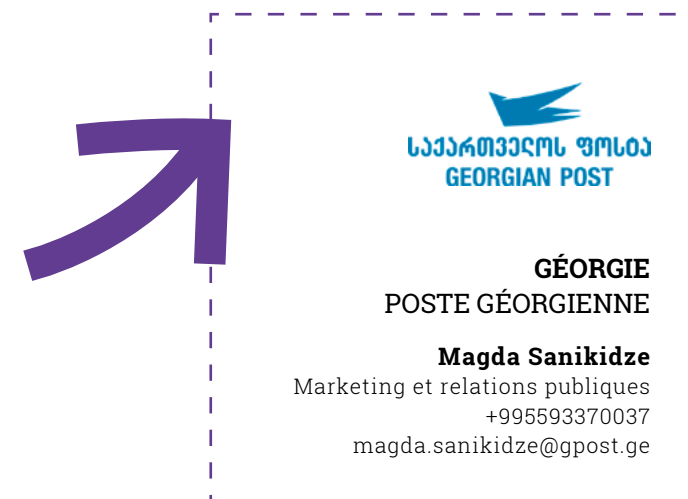 ᲡᲐᲥᲐᲠᲗᲕᲔᲚᲝᲡ ᲤᲝᲡᲢᲐ
GEORGIAN POST
GÉORGIE
POSTE GÉORGIENNE
Magda Sanikidze
Marketing et relations publiques
+995593370037
magda.sanikidze@gpost.ge